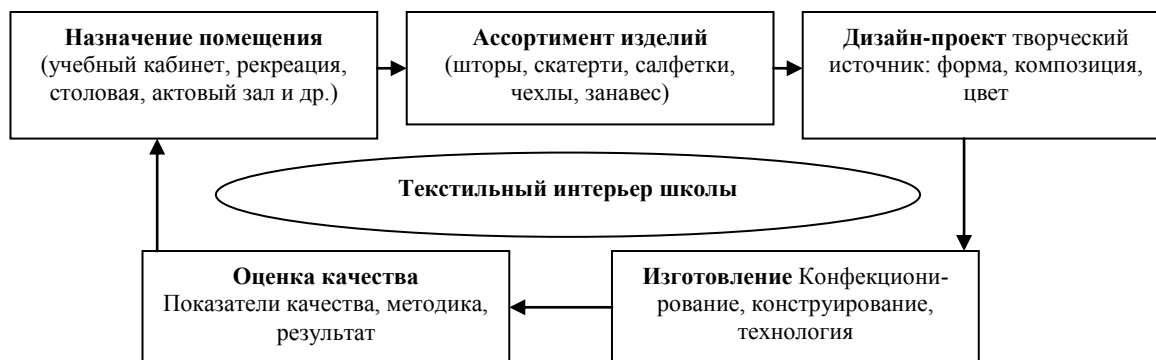 Назначение помещения
(учебный кабинет, рекреация,
столовая, актовый зал и др.)
Ассортимент изделий
(шторы, скатерти, салфетки,
чехлы, занавес)
Дизайн-проект творческий
источник: форма, композиция,
цвет
Текстильный интерьер школы
Оценка качества
Показатели качества, методика,
результат
Изготовление Конфекциони-
рование, конструирование,
технология